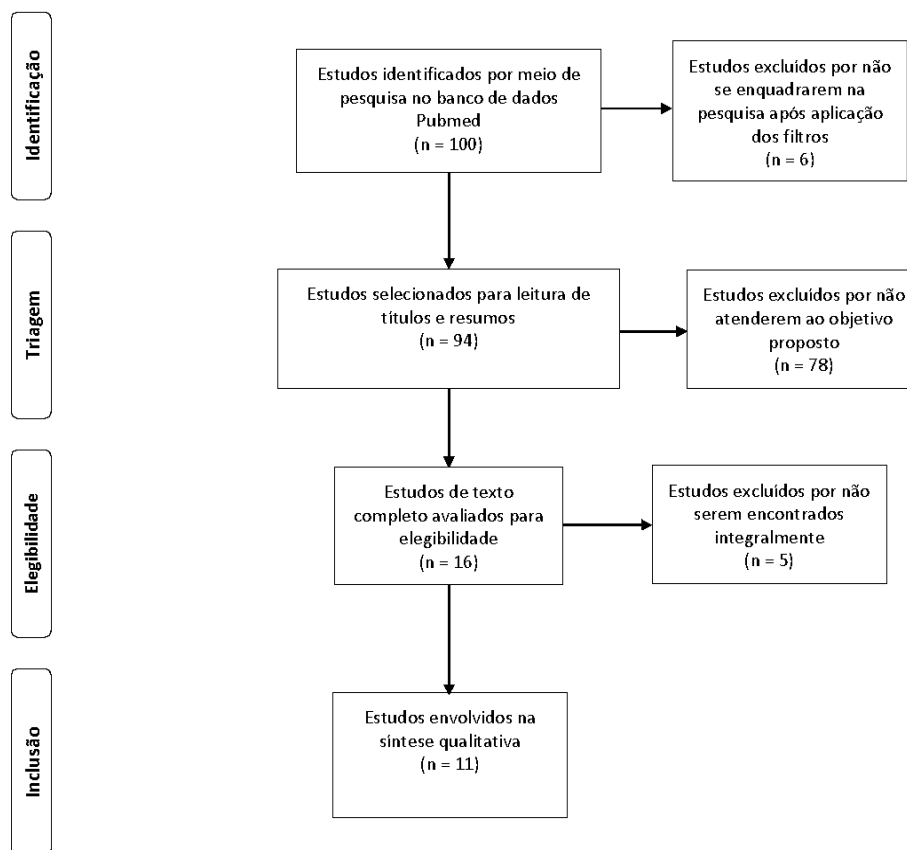 Identificação
Estudos identificados por meio de
pesquisa no banco de dados
Pubmed
(n = 100)
Estudos excluídos por não
se enquadrarem na
pesquisa após aplicação
dos filtros
(n = 6)
Triagem
Estudos selecionados para leitura de
títulos e resumos
(n = 94)
Estudos excluídos por não
atenderem ao objetivo
proposto
(n = 78)
Elegibilidade
Estudos de texto
completo avaliados para
elegibilidade
(n = 16)
Estudos excluídos por não
serem encontrados
integralmente
(n = 5)
Inclusão
Estudos envolvidos na
síntese qualitativa
(n = 11)